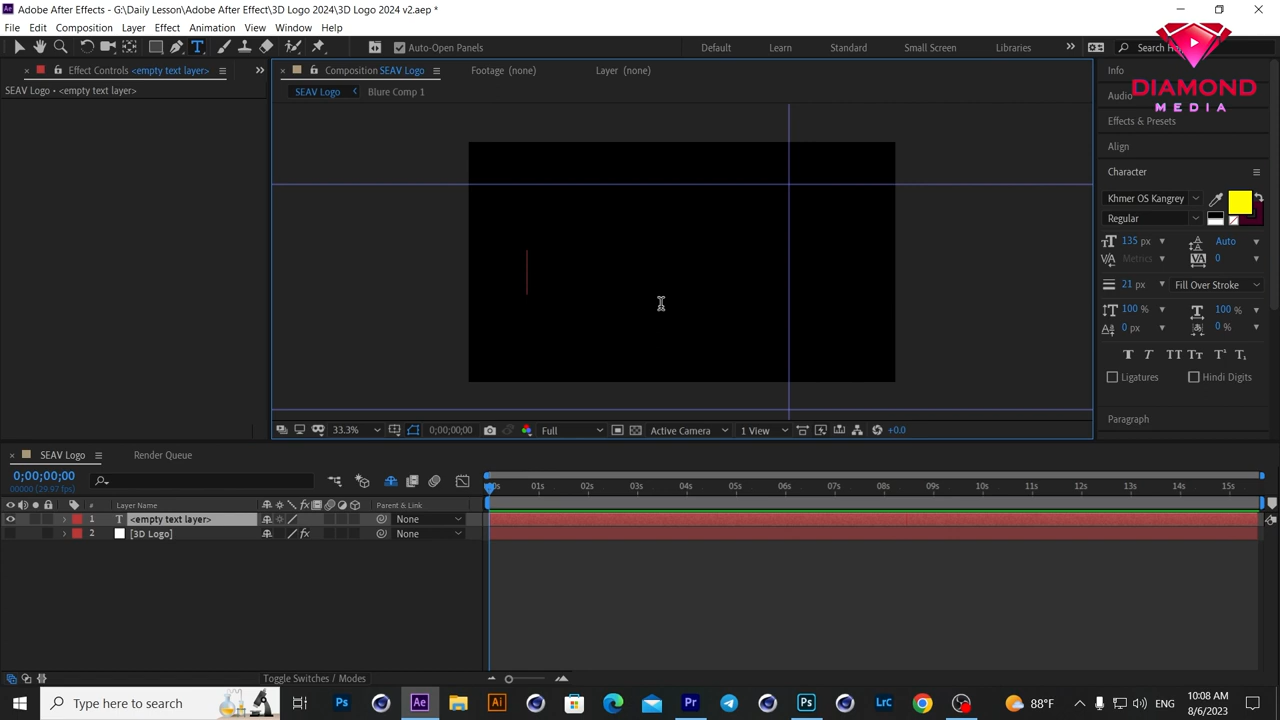 Adobe After Effects - G:\Daily Lesson\Adobe After Effect\3D Logo 2024\3D Logo 2024 v2.aep *
File Edit Composition Layer Effect Animation View Window Help
Auto-Open Panels Default Learn Standard Small Screen Libraries Search He
DIAMOND
MEDIA
Effect Controls <empty text layer>
SEAV Logo • <empty text layer>
Composition SEAV Logo Footage (none) Layer (none)
SEAV Logo Blure Comp 1
Info
Audio
Effects & Presets
Align
Character
Khmer OS Kangrey
Regular
135 px Auto
Metrics 0
21 px Fill Over Stroke
100 % 100 %
0 px 0 %
Ligatures Hindi Digits
Paragraph
33.3% 0;00;00;00 Full Active Camera 1 View +0.0
SEAV Logo Render Queue
0;00;00;00
00000 (29.97 fps)
00s 01s 02s 03s 04s 05s 06s 07s 08s 09s 10s 11s 12s 13s 14s 15s
# Layer Name Parent & Link
1 T <empty text layer> None
2 [3D Logo] None
Toggle Switches / Modes
Type here to search
88°F ENG
10:08 AM
8/6/2023